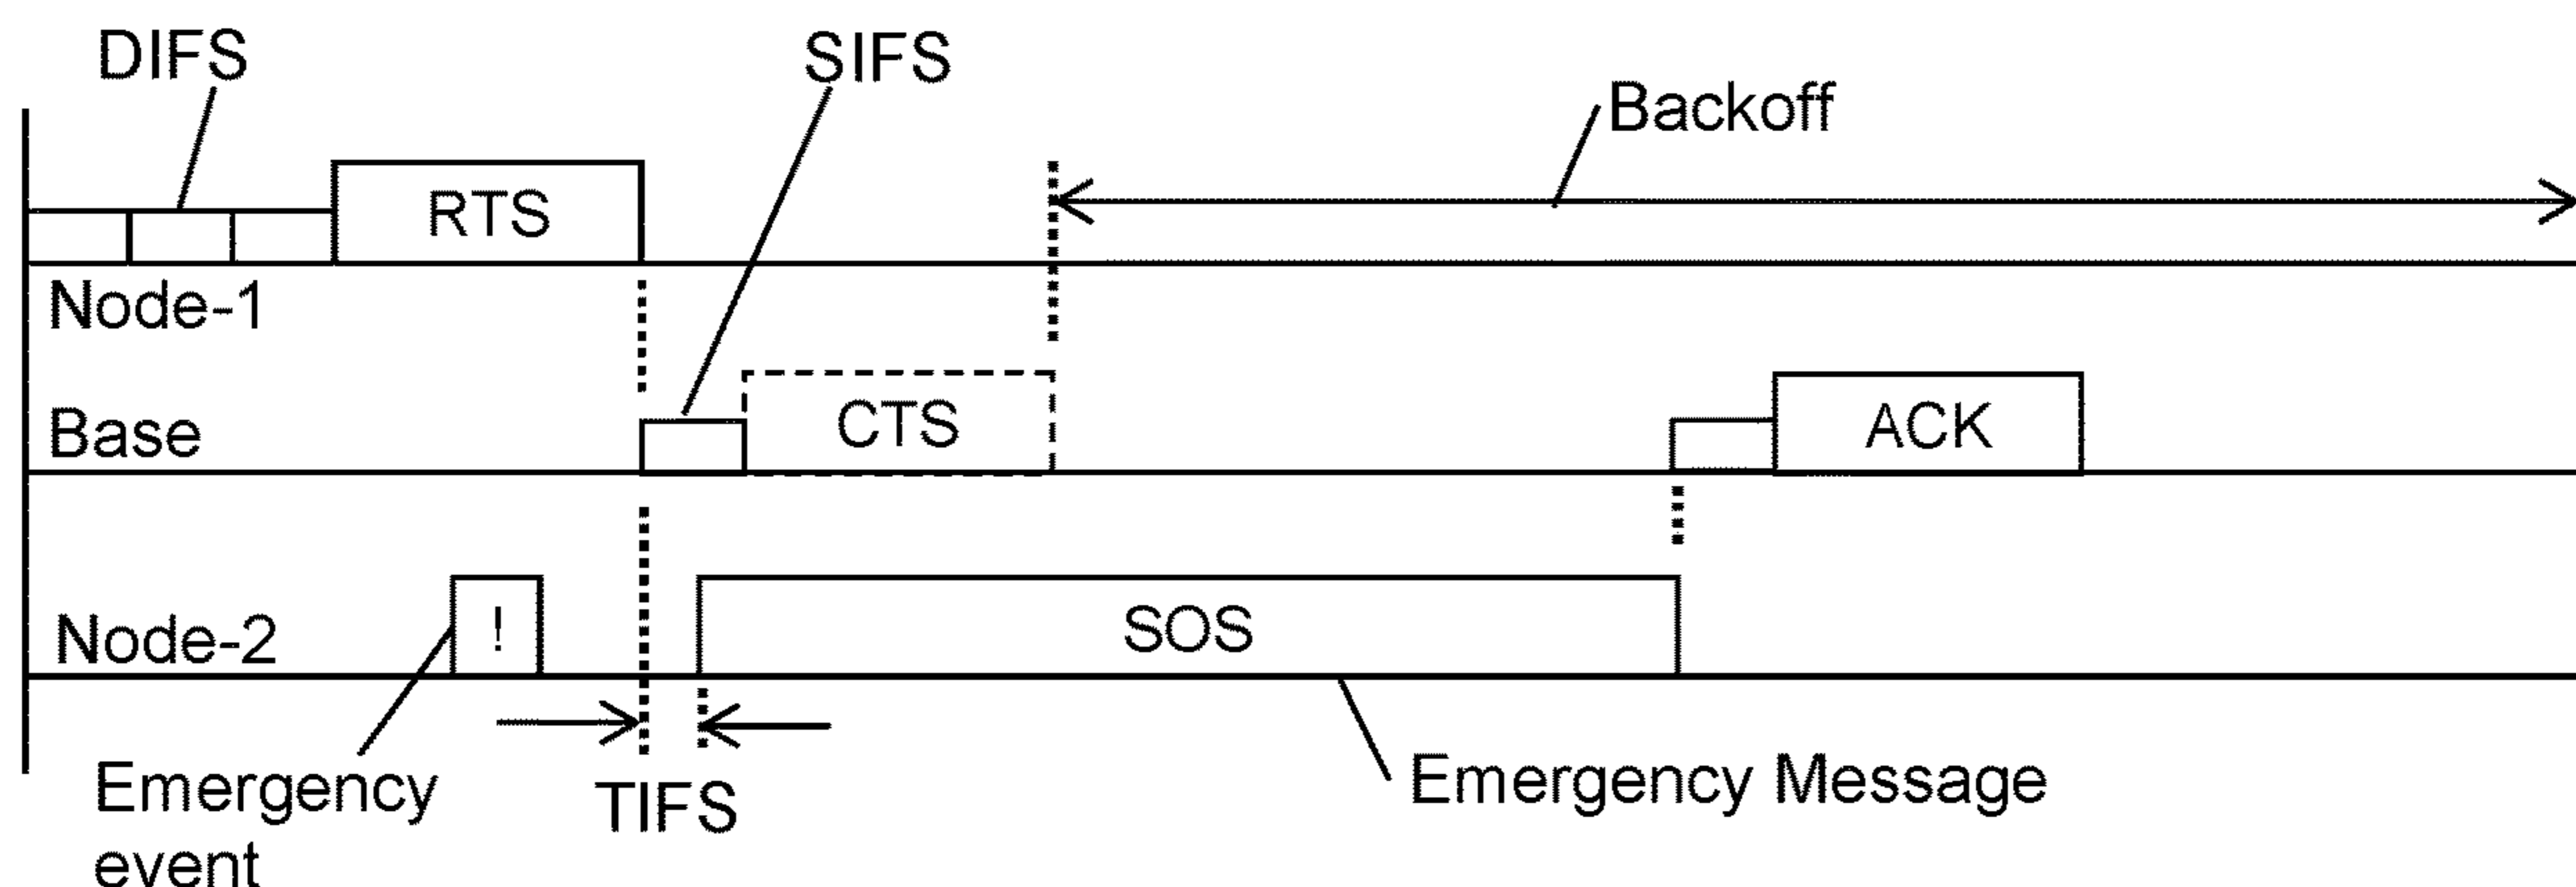 DIFS
SIFS
Backoff
RTS
Node-1
CTS
ACK
Base
!
SOS
Node-2
Emergency
event
TIFS
Emergency Message